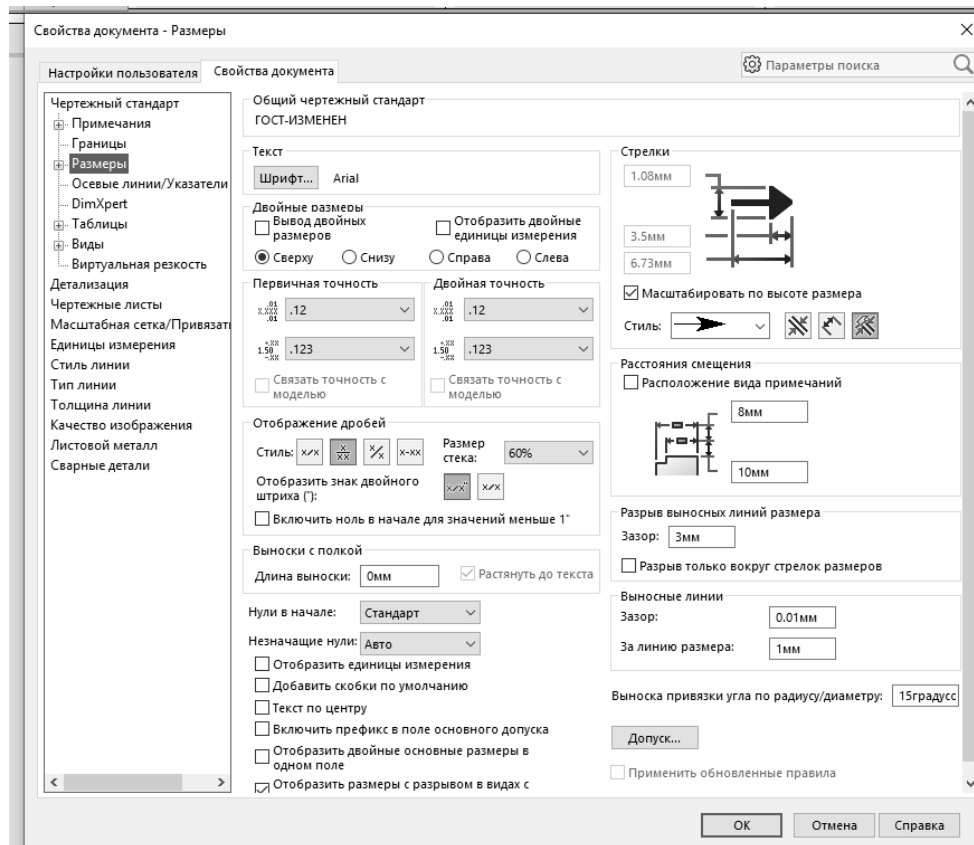 Свойства документа - Размеры
Настройки пользователя
Свойства документа
Параметры поиска
Чертежный стандарт
Примечания
Границы
Размеры
Осевые линии/Указатели
DimXpert
Таблицы
Виды
Виртуальная резкость
Детализация
Чертежные листы
Масштабная сетка/Привязат
Единицы измерения
Стиль линии
Тип линии
Толщина линии
Качество изображения
Листовой металл
Сварные детали
Общий чертежный стандарт
ГОСТ-ИЗМЕНЕН
Текст
Шрифт... Arial
Двойные размеры
Вывод двойных
размеров
Отобразить двойные
единицы измерения
Сверху Снизу Справа Слева
Первичная точность
.12
.123
Связать точность с
моделью
Двойная точность
.12
.123
Связать точность с
моделью
Отображение дробей
Стиль: x/x x/xx x/x x-xx
Размер
стека: 60%
Отобразить знак двойного
штриха ("): x/x" x/x
Включить ноль в начале для значений меньше 1"
Выноски с полкой
Длина выноски: 0мм Растянуть до текста
Нули в начале: Стандарт
Незначащие нули: Авто
Отобразить единицы измерения
Добавить скобки по умолчанию
Текст по центру
Включить префикс в поле основного допуска
Отобразить двойные основные размеры в
одном поле
Отобразить размеры с разрывом в видах с
Стрелки
1.08мм
3.5мм
6.73мм
Масштабировать по высоте размера
Стиль:
Расстояния смещения
Расположение вида примечаний
8мм
10мм
Разрыв выносных линий размера
Зазор: 3мм
Разрыв только вокруг стрелок размеров
Выносные линии
Зазор: 0.01мм
За линию размера: 1мм
Выноска привязки угла по радиусу/диаметру: 15градусс
Допуск...
Применить обновленные правила
OK Отмена Справка